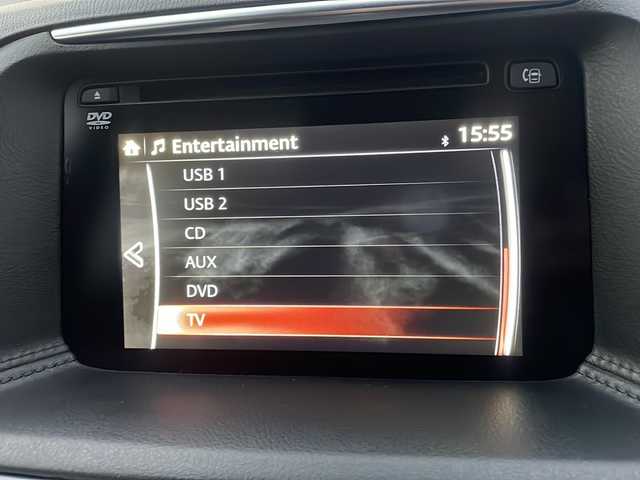 DVD
VIDEO
Entertainment
15:55
USB 1
USB 2
CD
AUX
DVD
TV